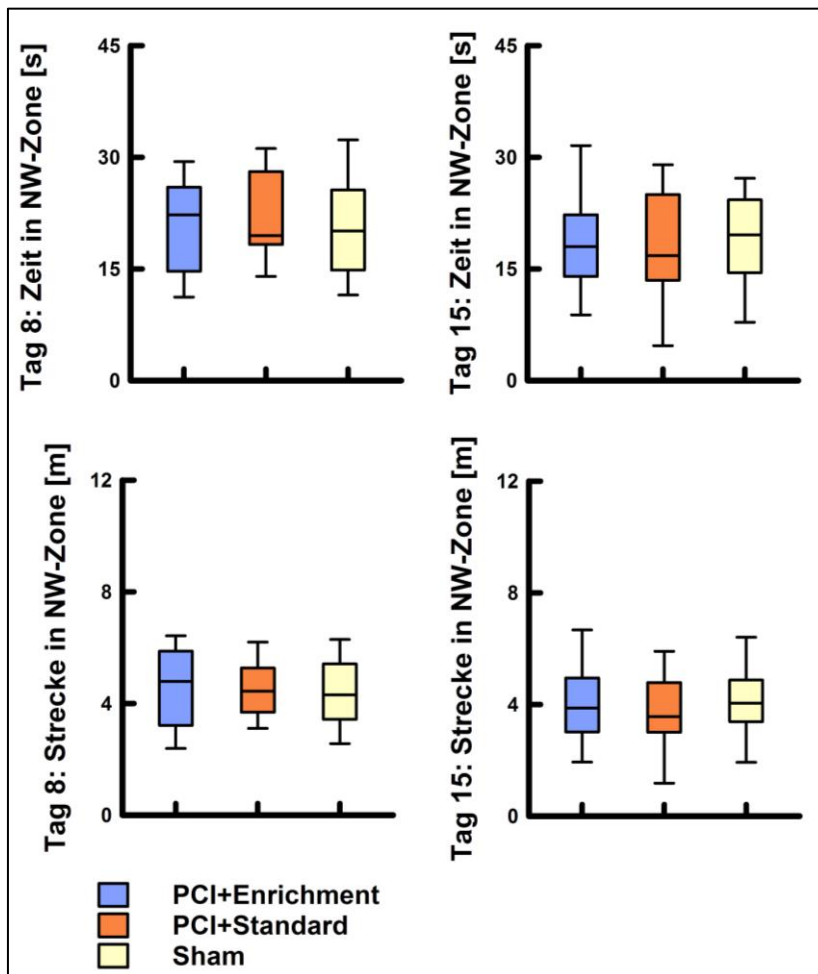 Tag 8: Zeit in NW-Zone [s]
45
30
15
0
Tag 15: Zeit in NW-Zone [s]
45
30
15
0
Tag 8: Strecke in NW-Zone [m]
12
8
4
0
Tag 15: Strecke in NW-Zone [m]
12
8
4
0
PCI+Enrichment
PCI+Standard
Sham